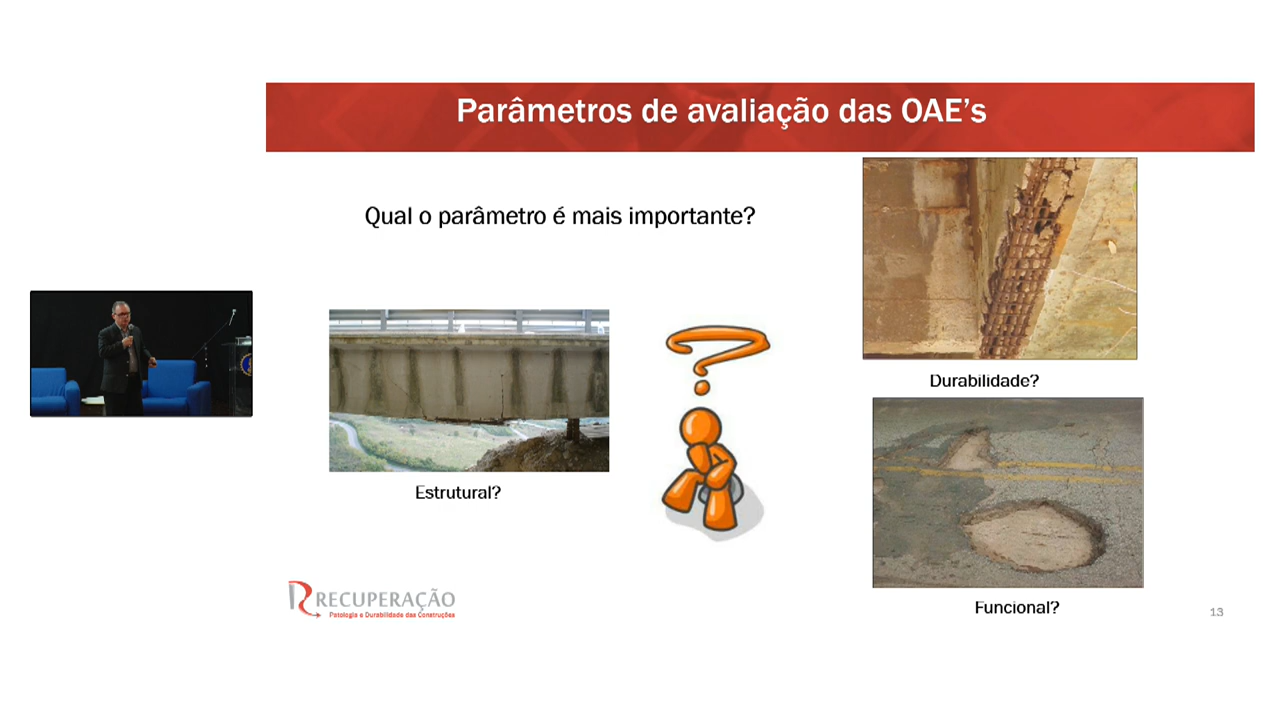 Parâmetros de avaliação das OAE's
Qual o parâmetro é mais importante?
Durabilidade?
Estrutural?
Funcional?
RECUPERAÇÃO
Patologia e Durabilidade das Construções
13